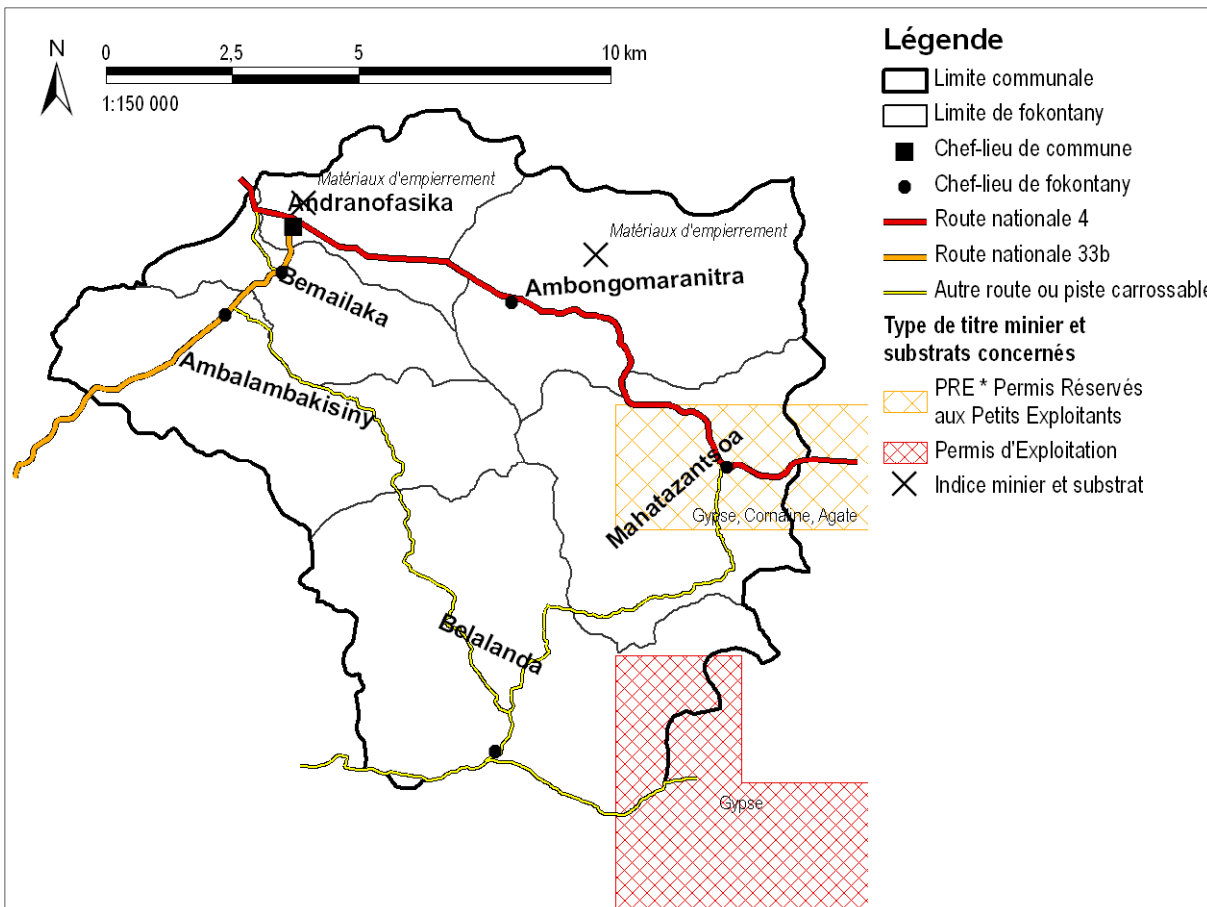 N
0 2,5 5 10 km
1:150 000
Matériaux d'empierrement
Andranofasika
Matériaux d'empierrement
Ambongomaranitra
Bemailaka
Ambalambakisiny
Mahatazantsoa
Gypse, Cornaline, Agate
Belalanda
Gypse
Légende
Limite communale
Limite de fokontany
Chef-lieu de commune
Chef-lieu de fokontany
Route nationale 4
Route nationale 33b
Autre route ou piste carrossable
Type de titre minier et
substrats concernés
PRE * Permis Réservés
aux Petits Exploitants
Permis d'Exploitation
Indice minier et substrat